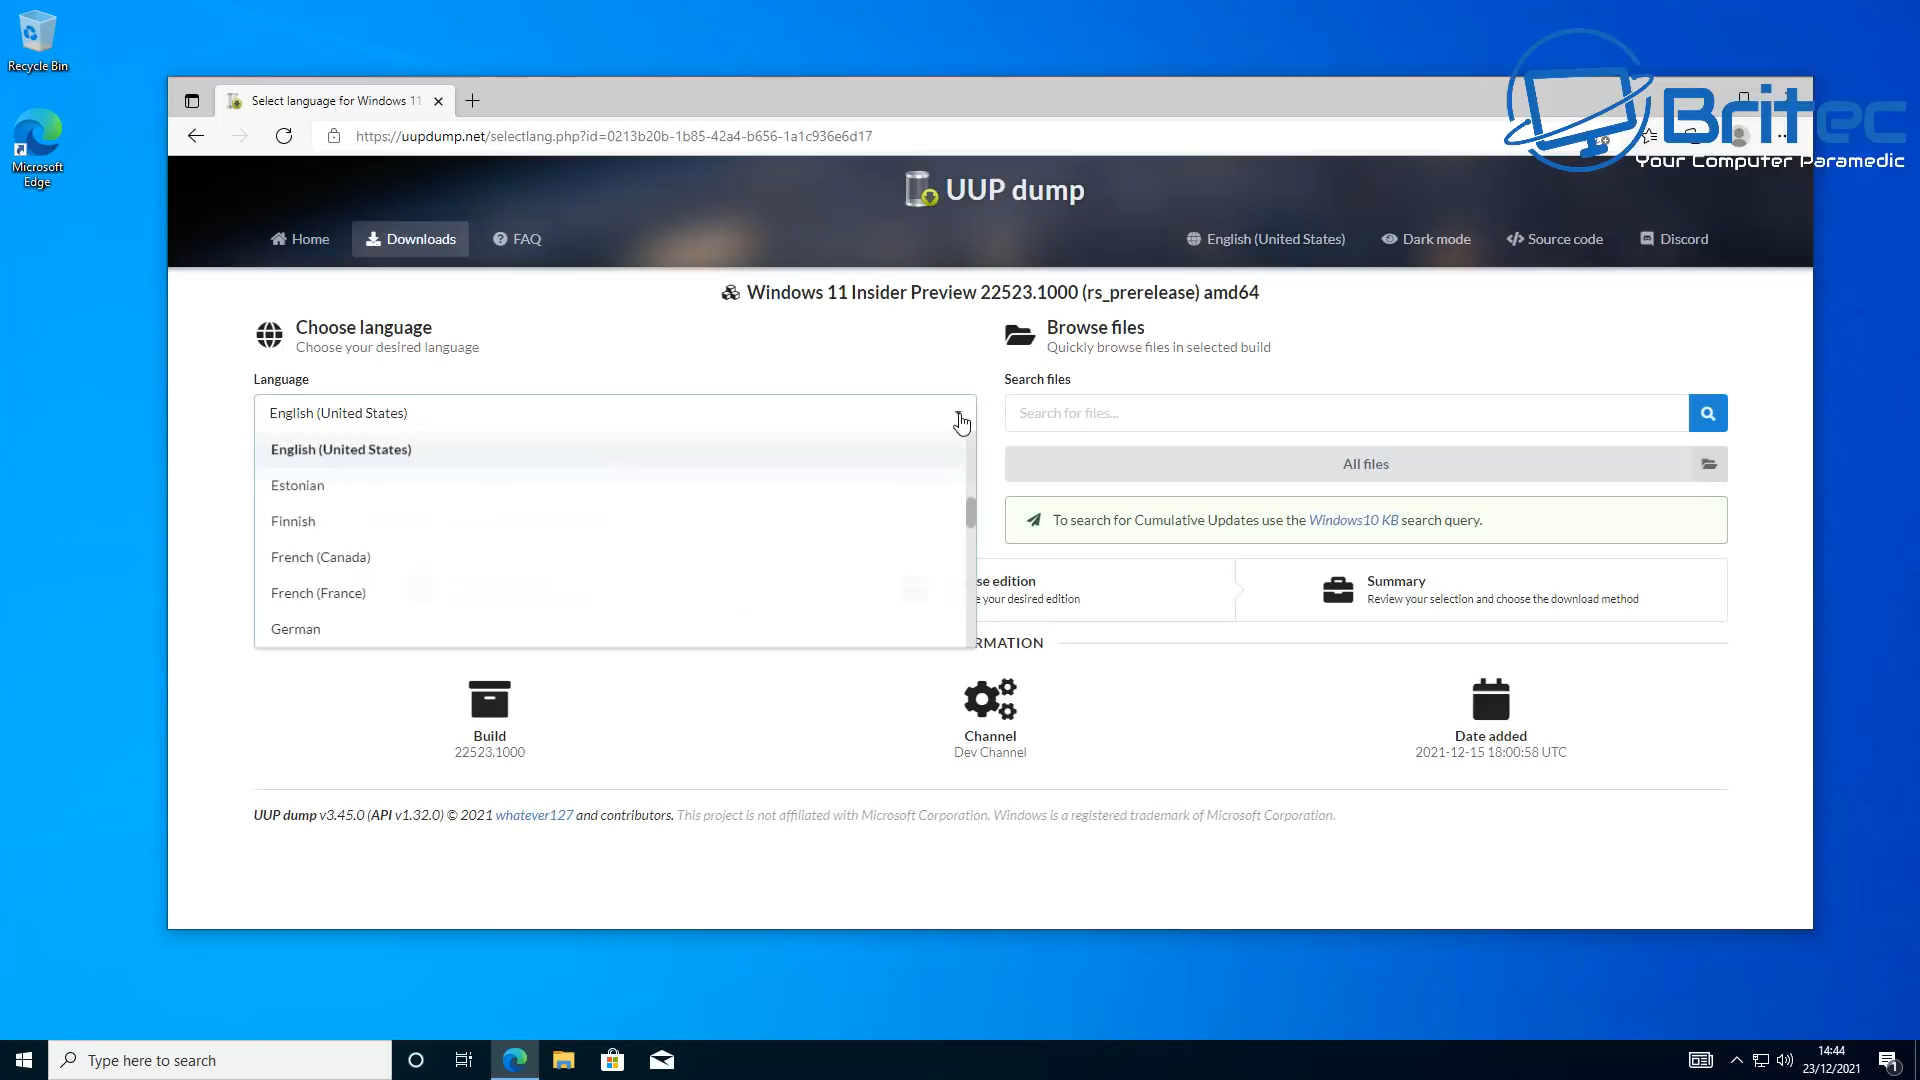 Recycle Bin
Microsoft
Edge
Select language for Windows 11
https://uupdump.net/selectlang.php?id=0213b20b-1b85-42a4-b656-1a1c936e6d17
Britec
Your Computer Paramedic
UUP dump
Home
Downloads
FAQ
English (United States)
Dark mode
Source code
Discord
Windows 11 Insider Preview 22523.1000 (rs_prerelease) amd64
Choose language
Choose your desired language
Browse files
Quickly browse files in selected build
Language
Search files
English (United States)
Search for files...
English (United States)
All files
Estonian
Finnish
To search for Cumulative Updates use the Windows10 KB search query.
French (Canada)
French (France)
German
se edition
e your desired edition
Summary
Review your selection and choose the download method
RMATION
Build
22523.1000
Channel
Dev Channel
Date added
2021-12-15 18:00:58 UTC
UUP dump v3.45.0 (API v1.32.0) © 2021 whatever127 and contributors. This project is not affiliated with Microsoft Corporation. Windows is a registered trademark of Microsoft Corporation.
Type here to search
14:44
23/12/2021
1